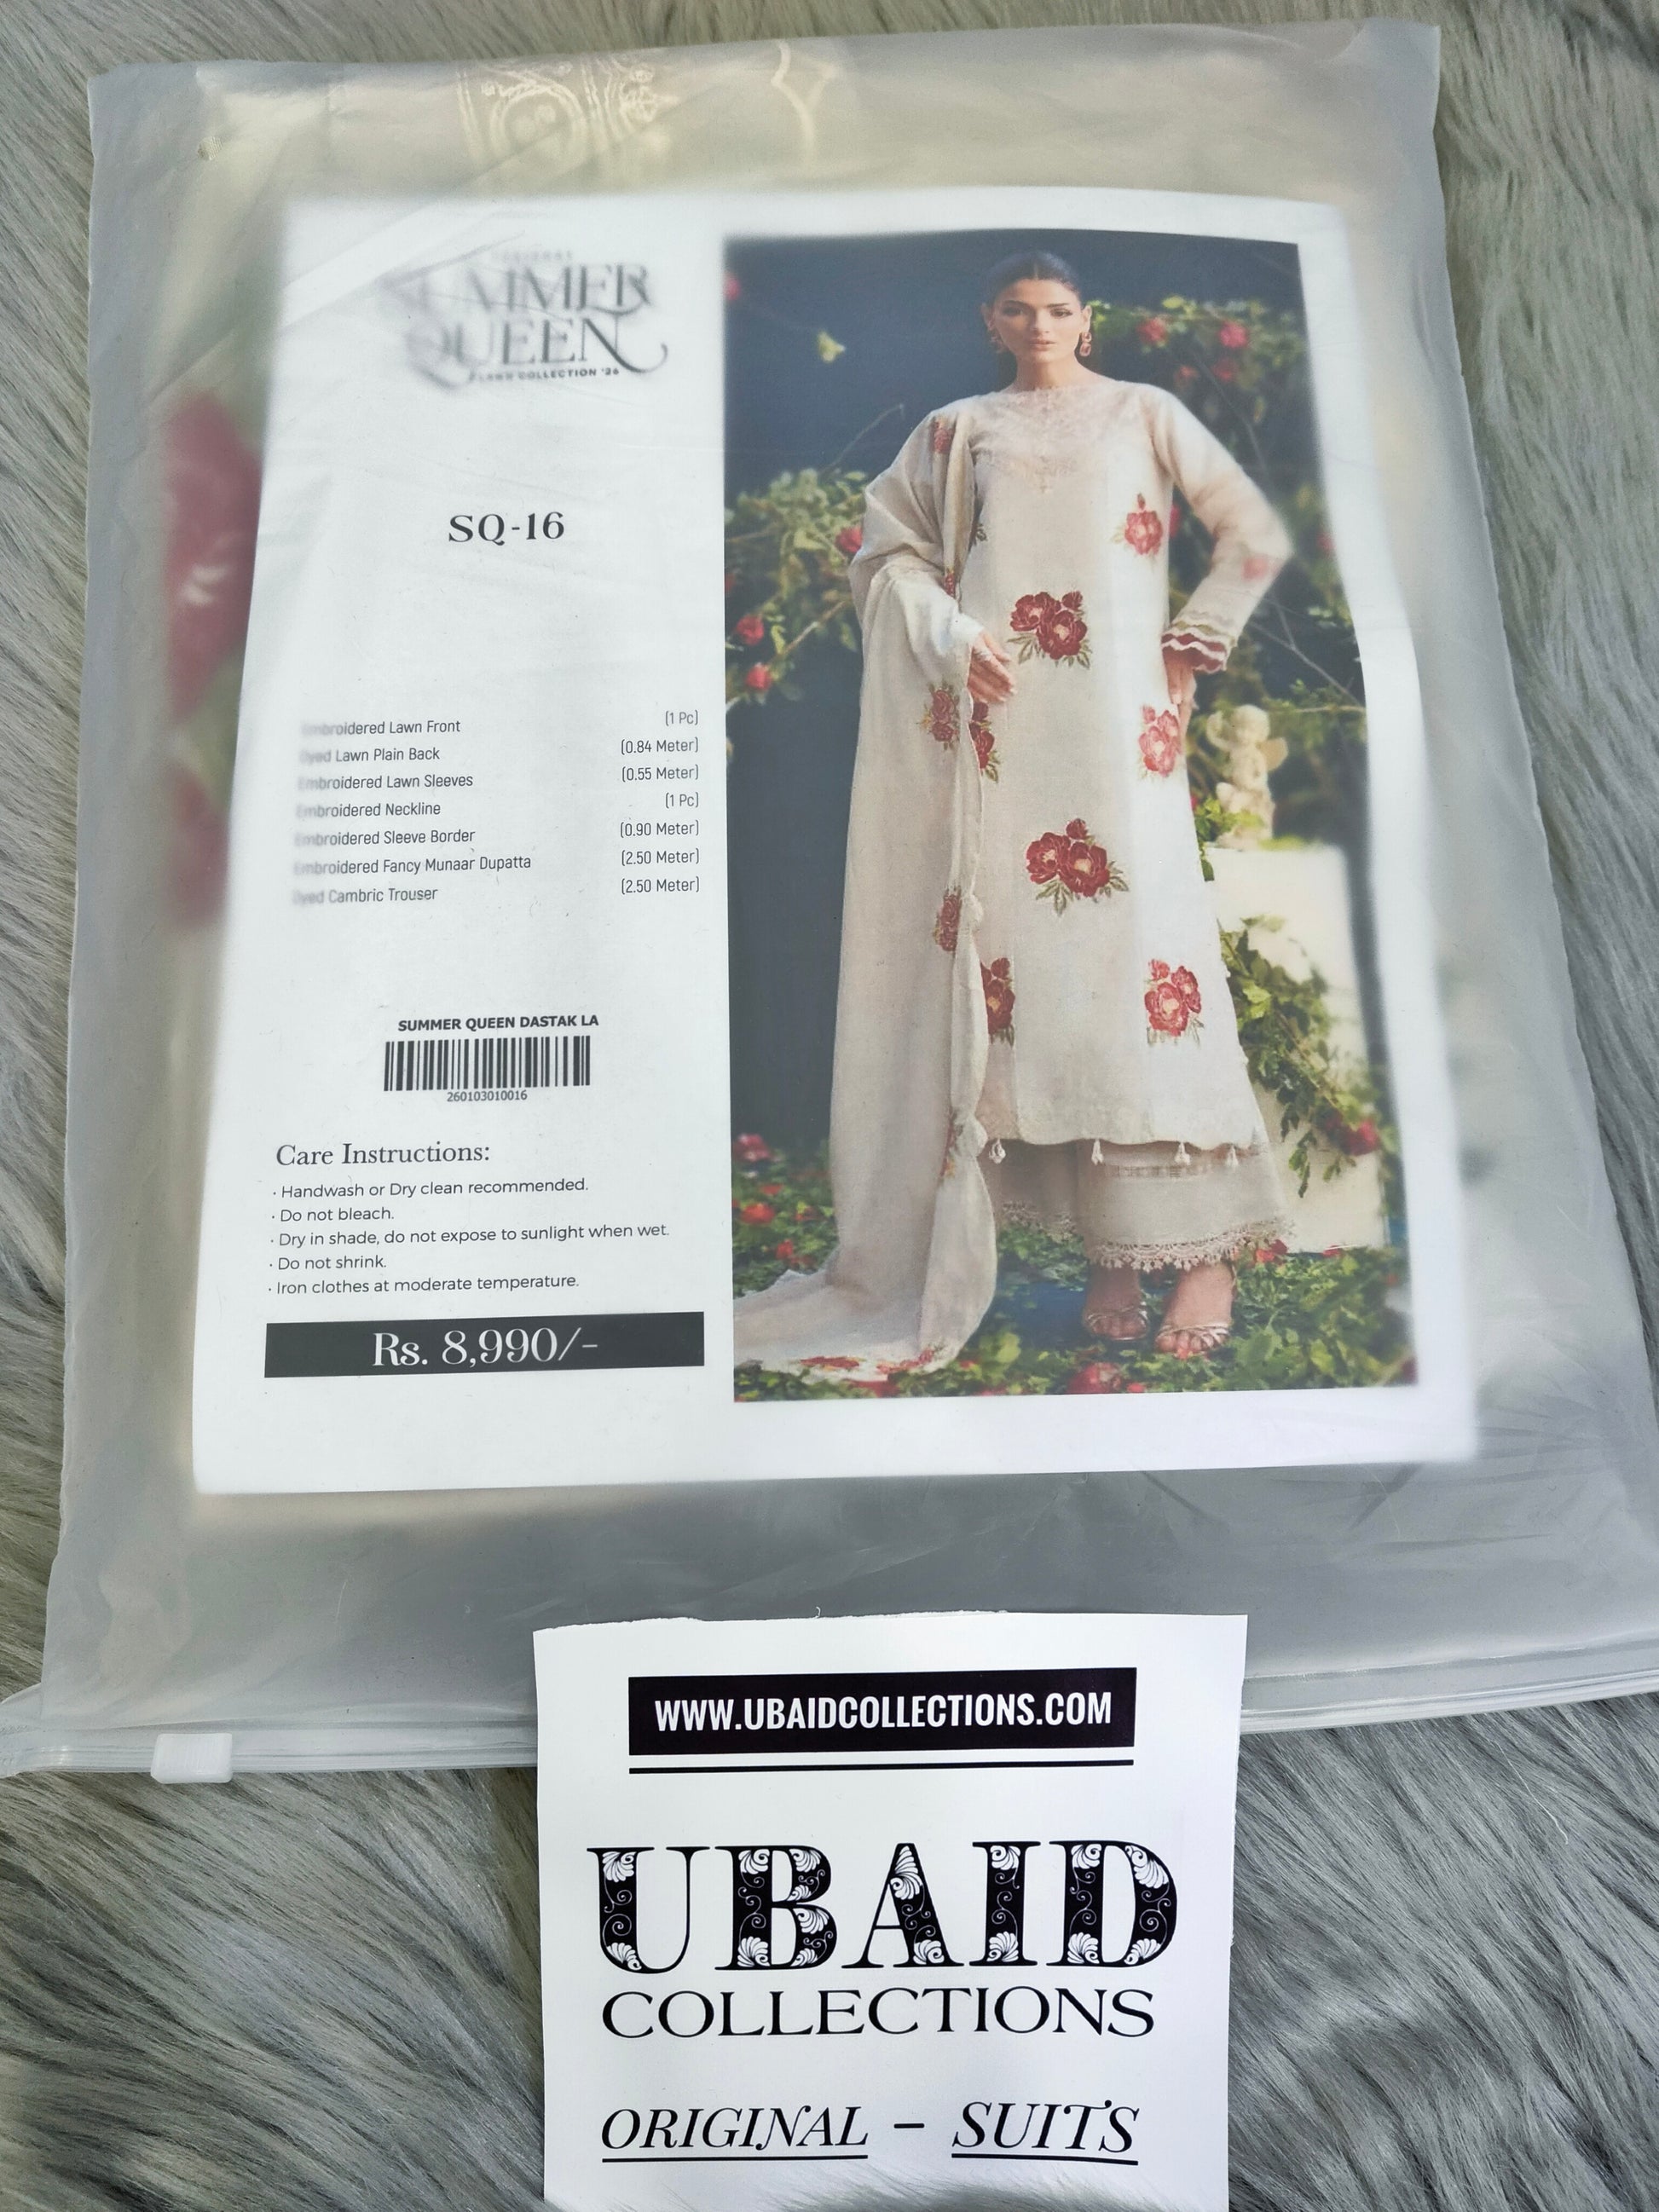 SUMMER
QUEEN
LAWN COLLECTION '26
SQ-16
Embroidered Lawn Front (1 Pc)
Dyed Lawn Plain Back (0.84 Meter)
Embroidered Lawn Sleeves (0.55 Meter)
Embroidered Neckline (1 Pc)
Embroidered Sleeve Border (0.90 Meter)
Embroidered Fancy Munaar Dupatta (2.50 Meter)
Dyed Cambric Trouser (2.50 Meter)
SUMMER QUEEN DASTAK LA
260103010016
Care Instructions:
· Handwash or Dry clean recommended.
· Do not bleach.
· Dry in shade, do not expose to sunlight when wet.
· Do not shrink.
· Iron clothes at moderate temperature.
Rs. 8,990/-
WWW.UBAIDCOLLECTIONS.COM
UBAID
COLLECTIONS
ORIGINAL - SUITS